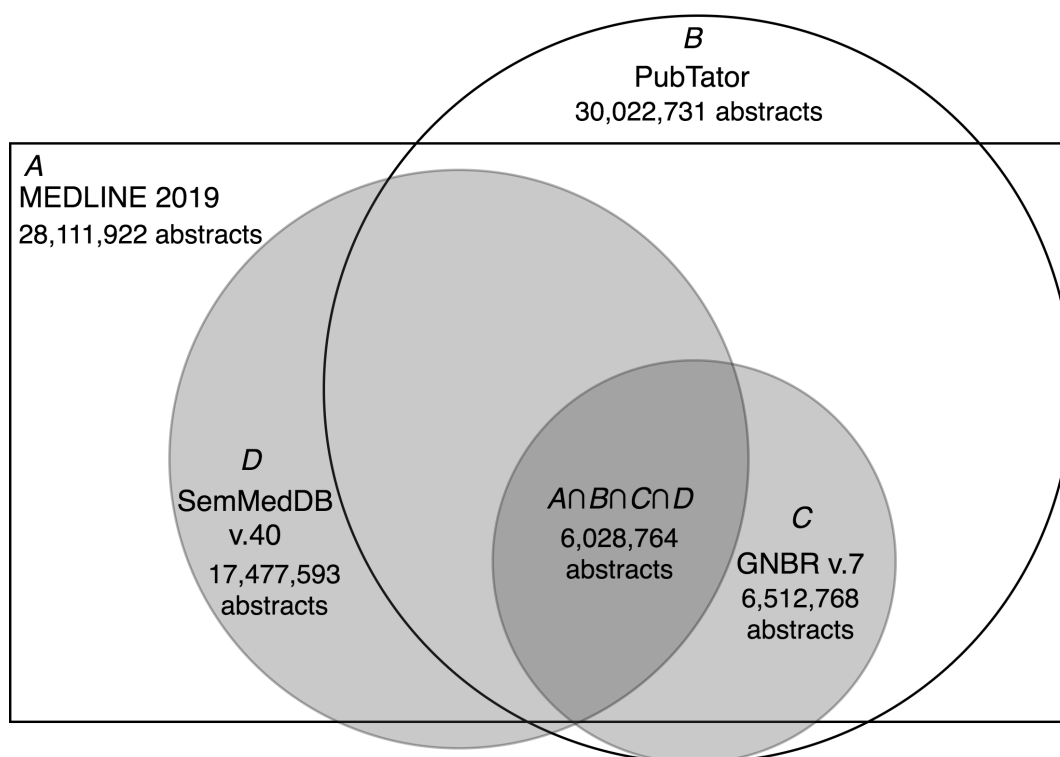 B
PubTator
30,022,731 abstracts
A
MEDLINE 2019
28,111,922 abstracts
D
SemMedDB
v.40
17,477,593
abstracts
A∩B∩C∩D
6,028,764
abstracts
C
GNBR v.7
6,512,768
abstracts